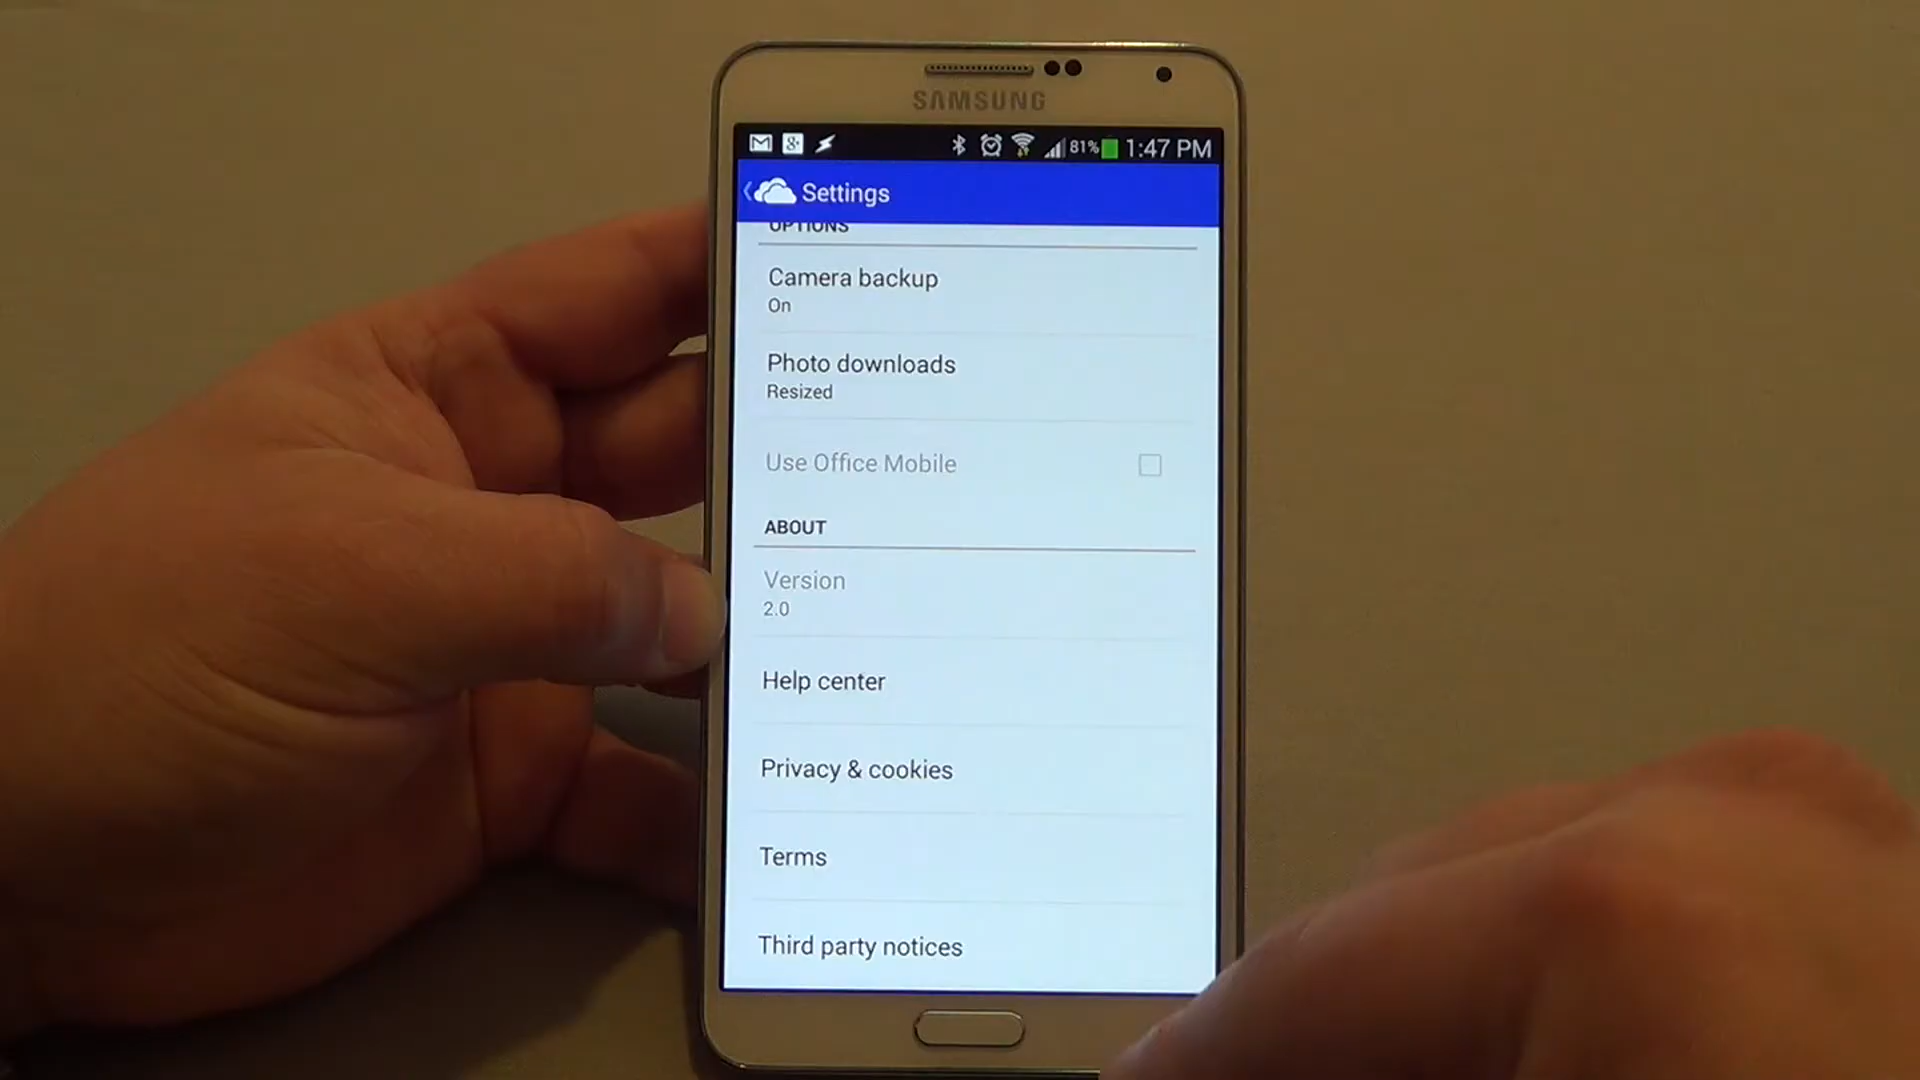 SAMSUNG
81% 1:47 PM
Settings
OPTIONS
Camera backup
On
Photo downloads
Resized
Use Office Mobile
ABOUT
Version
2.0
Help center
Privacy & cookies
Terms
Third party notices